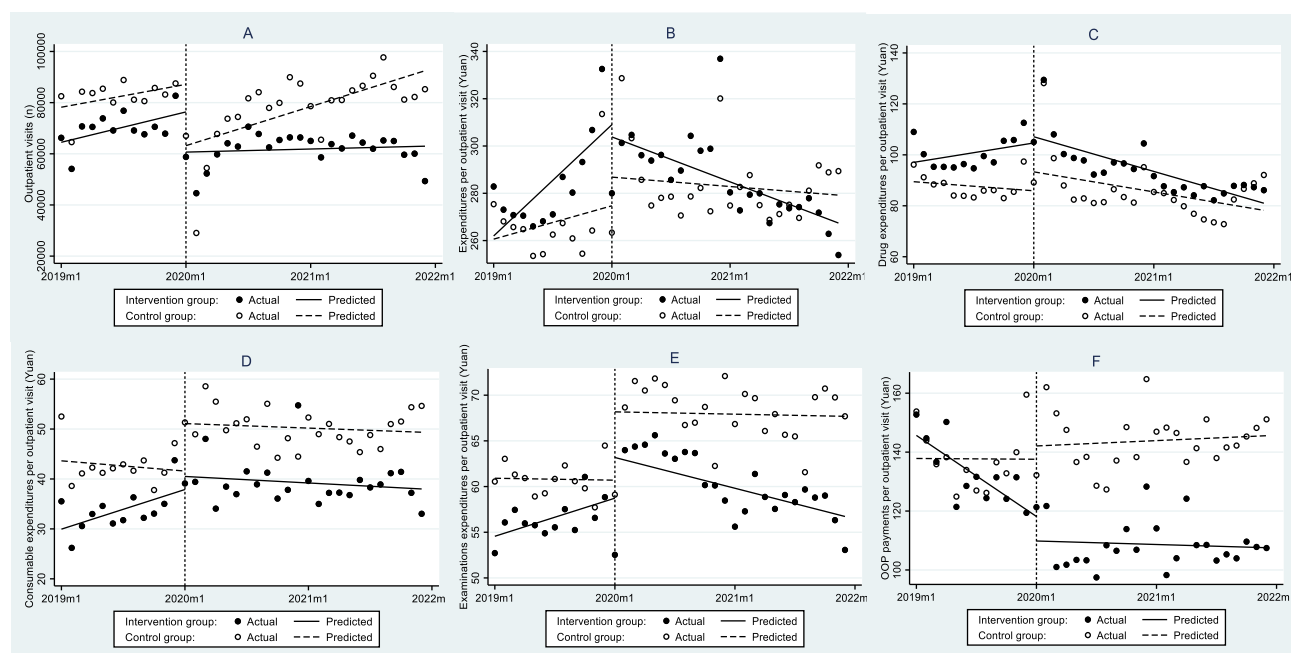 A
Outpatient visits (n)
100000
80000
60000
40000
20000
2019m1 2020m1 2021m1 2022m1
Intervention group: Actual Predicted
Control group: Actual Predicted
B
Expenditures per outpatient visit (Yuan)
340
320
300
280
260
2019m1 2020m1 2021m1 2022m1
Intervention group: Actual Predicted
Control group: Actual Predicted
C
Drug expenditures per outpatient visit (Yuan)
140
120
100
80
60
2019m1 2020m1 2021m1 2022m1
Intervention group: Actual Predicted
Control group: Actual Predicted
D
Consumable expenditures per outpatient visit (Yuan)
60
50
40
30
20
2019m1 2020m1 2021m1 2022m
Intervention group: Actual Predicted
Control group: Actual Predicted
E
Examinations expenditures per outpatient visit (Yuan)
70
65
60
55
50
2019m1 2020m1 2021m1 2022m
Intervention group: Actual Predicted
Control group: Actual Predicted
F
OOP payments per outpatient visit (Yuan)
160
140
120
100
2019m1 2020m1 2021m1 2022m
Intervention group: Actual Predicted
Control group: Actual Predicted